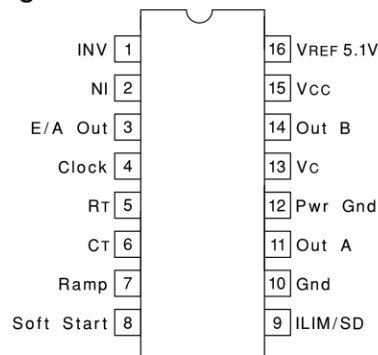 g
INV 1 16 VREF 5.1V
NI 2 15 VCC
E/A Out 3 14 Out B
Clock 4 13 VC
RT 5 12 Pwr Gnd
CT 6 11 Out A
Ramp 7 10 Gnd
Soft Start 8 9 ILIM/SD